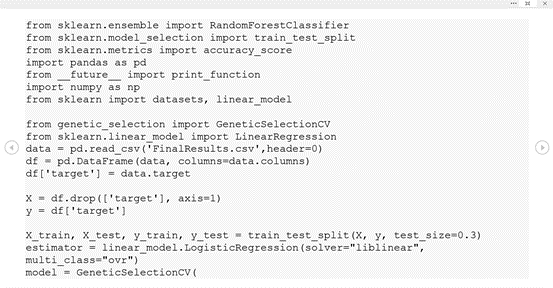 from sklearn.ensemble import RandomForestClassifier
from sklearn.model_selection import train_test_split
from sklearn.metrics import accuracy_score
import pandas as pd
from __future__ import print_function
import numpy as np
from sklearn import datasets, linear_model

from genetic_selection import GeneticSelectionCV
from sklearn.linear_model import LinearRegression
data = pd.read_csv('FinalResults.csv',header=0)
df = pd.DataFrame(data, columns=data.columns)
df['target'] = data.target

X = df.drop(['target'], axis=1)
y = df['target']

X_train, X_test, y_train, y_test = train_test_split(X, y, test_size=0.3)
estimator = linear_model.LogisticRegression(solver="liblinear",
multi_class="ovr")
model = GeneticSelectionCV(